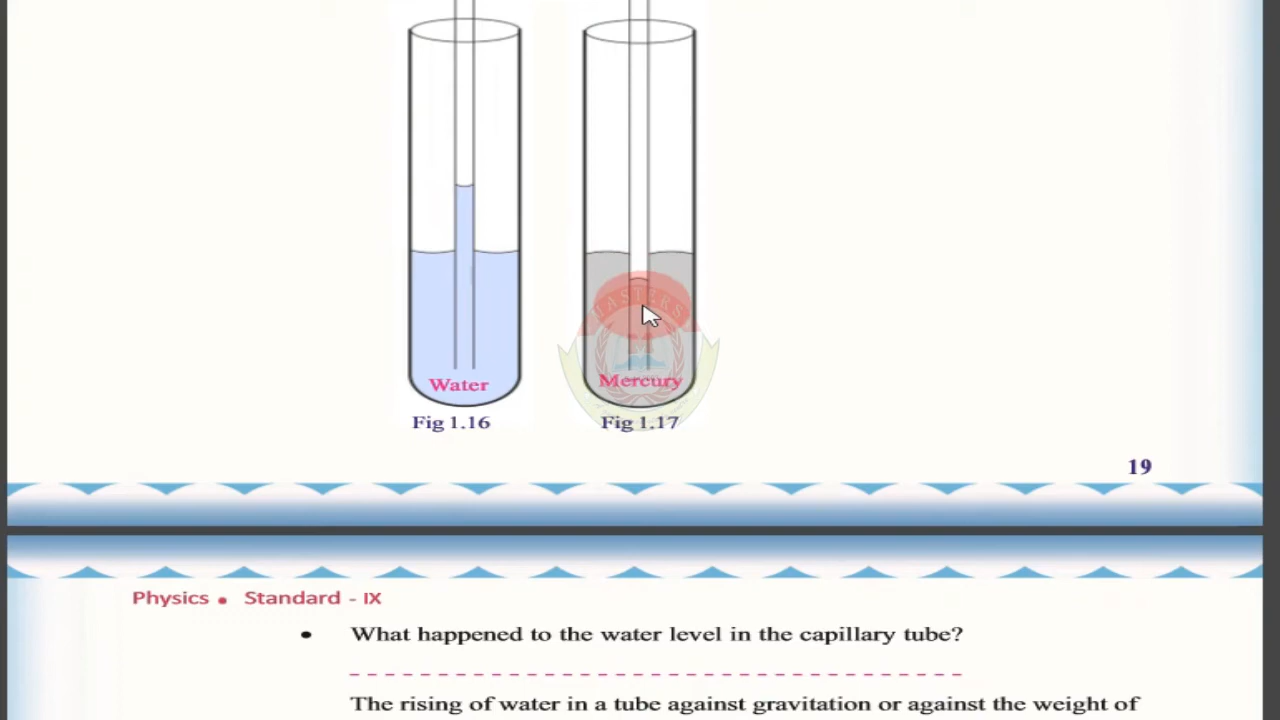 Water
Mercury
MASTERS
Fig 1.16
Fig 1.17
19
Physics • Standard - IX
• What happened to the water level in the capillary tube?
The rising of water in a tube against gravitation or against the weight of